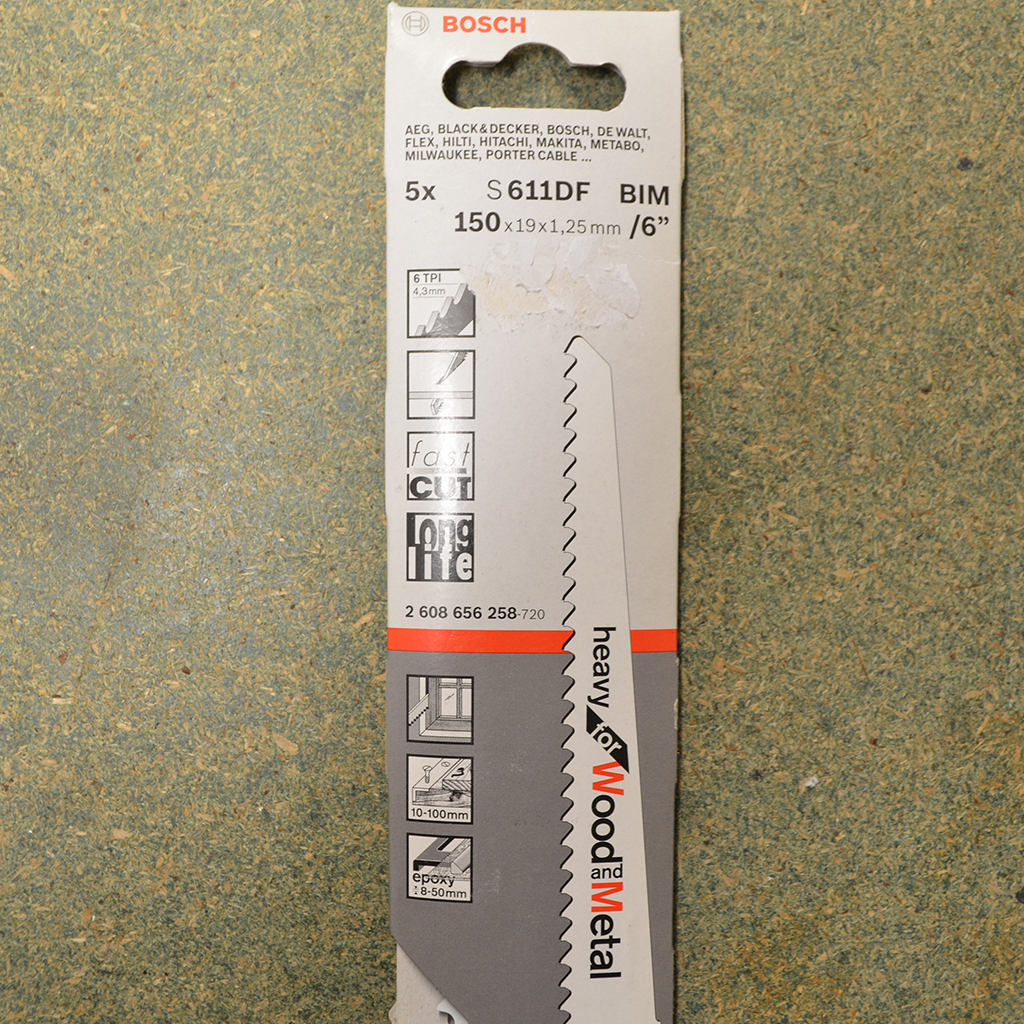 BOSCH
AEG, BLACK & DECKER, BOSCH, DE WALT,
FLEX, HILTI, HITACHI, MAKITA, METABO,
MILWAUKEE, PORTER CABLE ...
5x S 611DF BIM
150 x 19 x 1,25 mm /6”
6 TPI
4,3mm
fast
CUT
long
life
2 608 656 258-720
heavy for Wood and Metal
10-100mm
epoxy
8-50mm